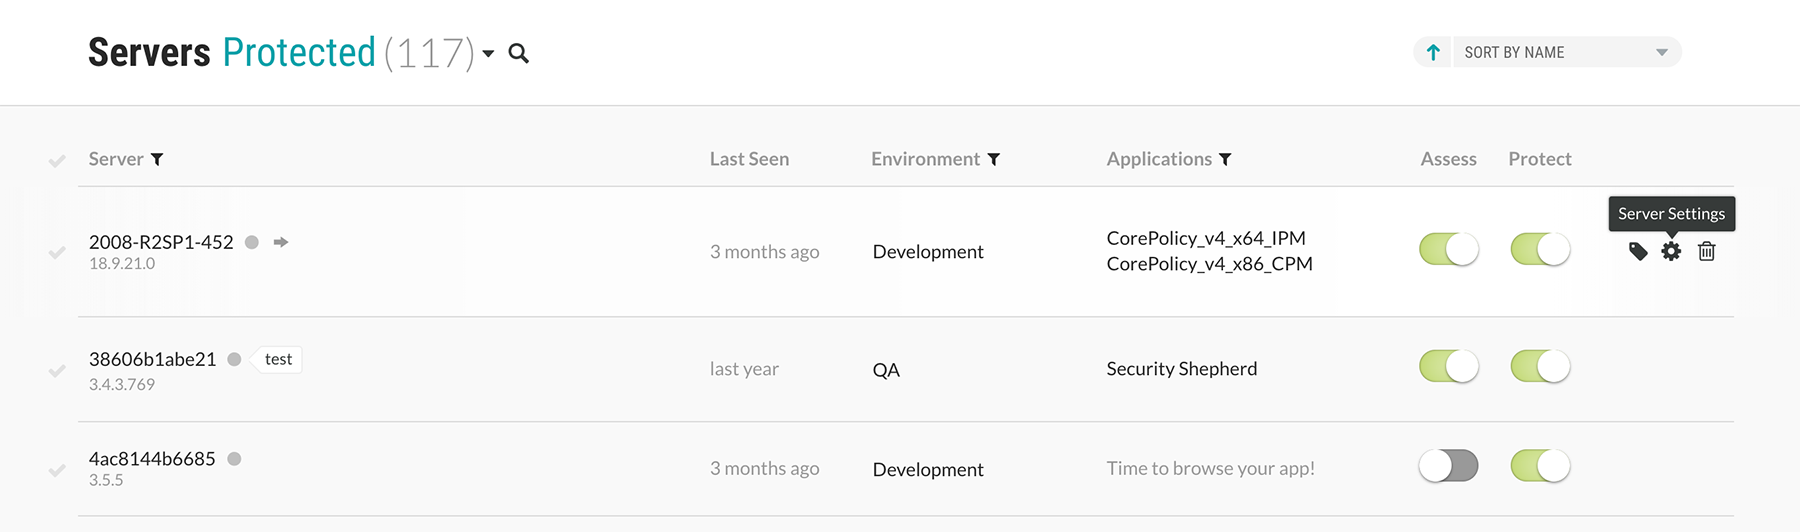 Servers Protected (117)
SORT BY NAME
Server Last Seen Environment Applications Assess Protect
Server Settings
2008-R2SP1-452
18.9.21.0
3 months ago
Development
CorePolicy_v4_x64_IPM
CorePolicy_v4_x86_CPM
38606b1abe21 test
3.4.3.769
last year
QA
Security Shepherd
4ac8144b6685
3.5.5
3 months ago
Development
Time to browse your app!